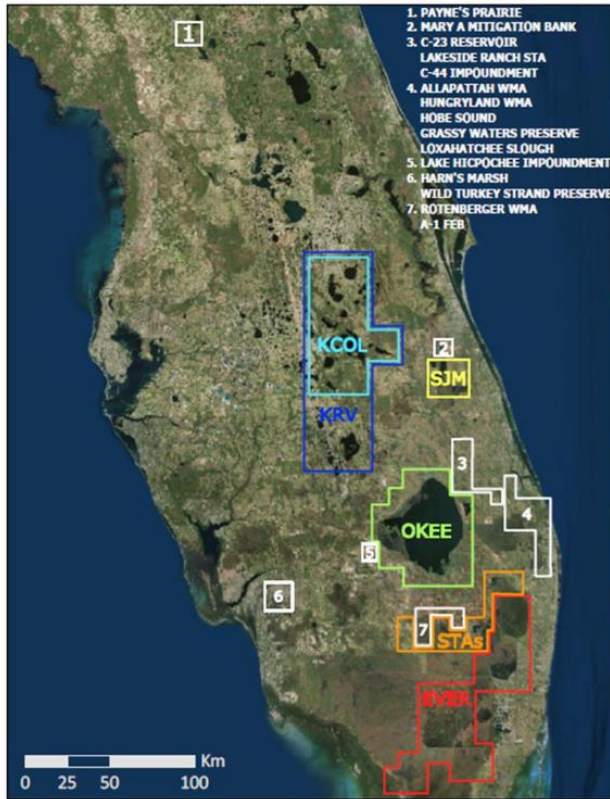 1. PAYNE'S PRAIRIE
2. MARY A MITIGATION BANK
3. C-23 RESERVOIR
LAKESIDE RANCH STA
C-44 IMPOUNDMENT
4. ALLAPATTAH WMA
HUNGRYLAND WMA
HOBE SOUND
GRASSY WATERS PRESERVE
LOXAHATCHEE SLOUGH
5. LAKE HICPOCHEE IMPOUNDMENT
6. HARN'S MARSH
WILD TURKEY STRAND PRESERVE
7. ROTENBERGER WMA
A-1 FEB
1
KCOL
2
SJM
KRV
3
4
OKEE
5
6
7
STAs
EVER
Km
0 25 50 100